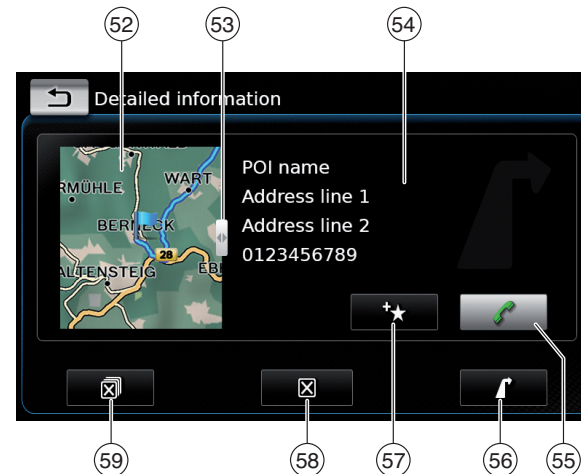 52 53 54
Detailed information
RMÜHLE
WART
BERNECK
28
ALTENSTEIG
EB
POI name
Address line 1
Address line 2
0123456789
59 58 57 56 55